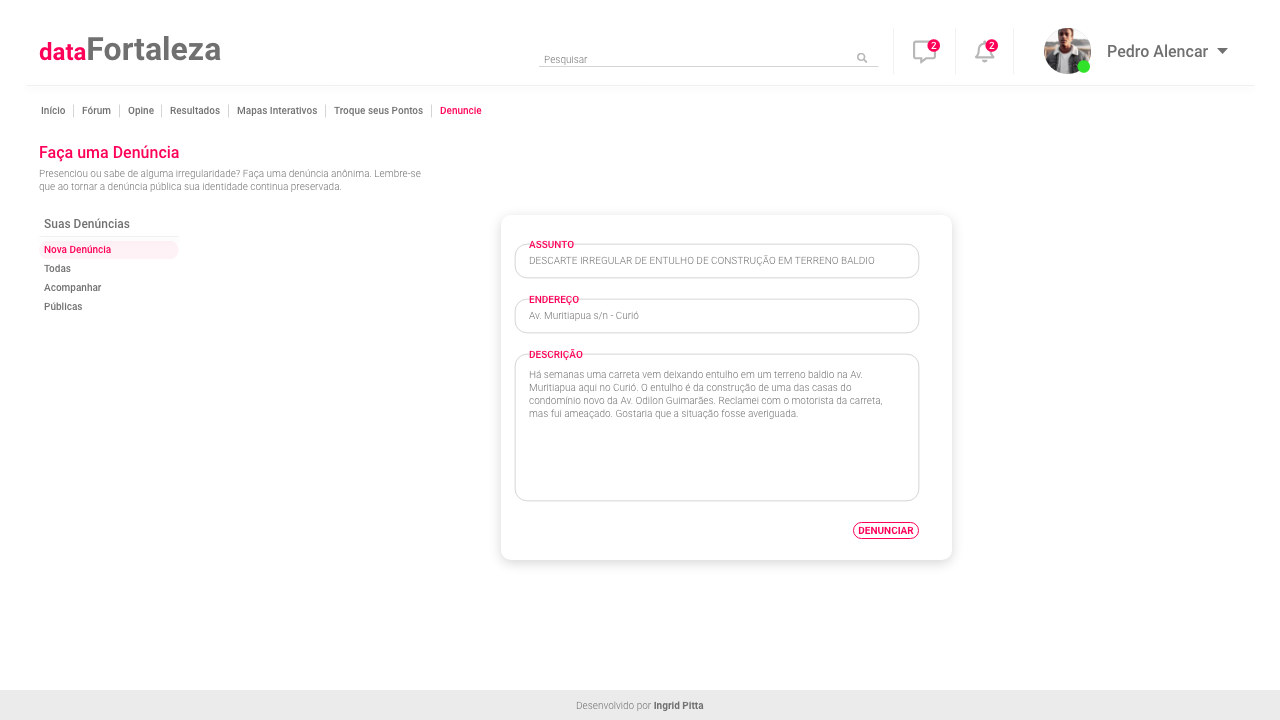 dataFortaleza
Pesquisar
2
2
Pedro Alencar
Início
Fórum
Opine
Resultados
Mapas Interativos
Troque seus Pontos
Denuncie
Faça uma Denúncia
Presenciou ou sabe de alguma irregularidade? Faça uma denúncia anônima. Lembre-se
que ao tornar a denúncia pública sua identidade continua preservada.
Suas Denúncias
Nova Denúncia
Todas
Acompanhar
Públicas
ASSUNTO
DESCARTE IRREGULAR DE ENTULHO DE CONSTRUÇÃO EM TERRENO BALDIO
ENDEREÇO
Av. Muritiapua s/n - Curió
DESCRIÇÃO
Há semanas uma carreta vem deixando entulho em um terreno baldio na Av.
Muritiapua aqui no Curió. O entulho é da construção de uma das casas do
condomínio novo da Av. Odilon Guimarães. Reclamei com o motorista da carreta,
mas fui ameaçado. Gostaria que a situação fosse averiguada.
DENUNCIAR
Desenvolvido por Ingrid Pitta